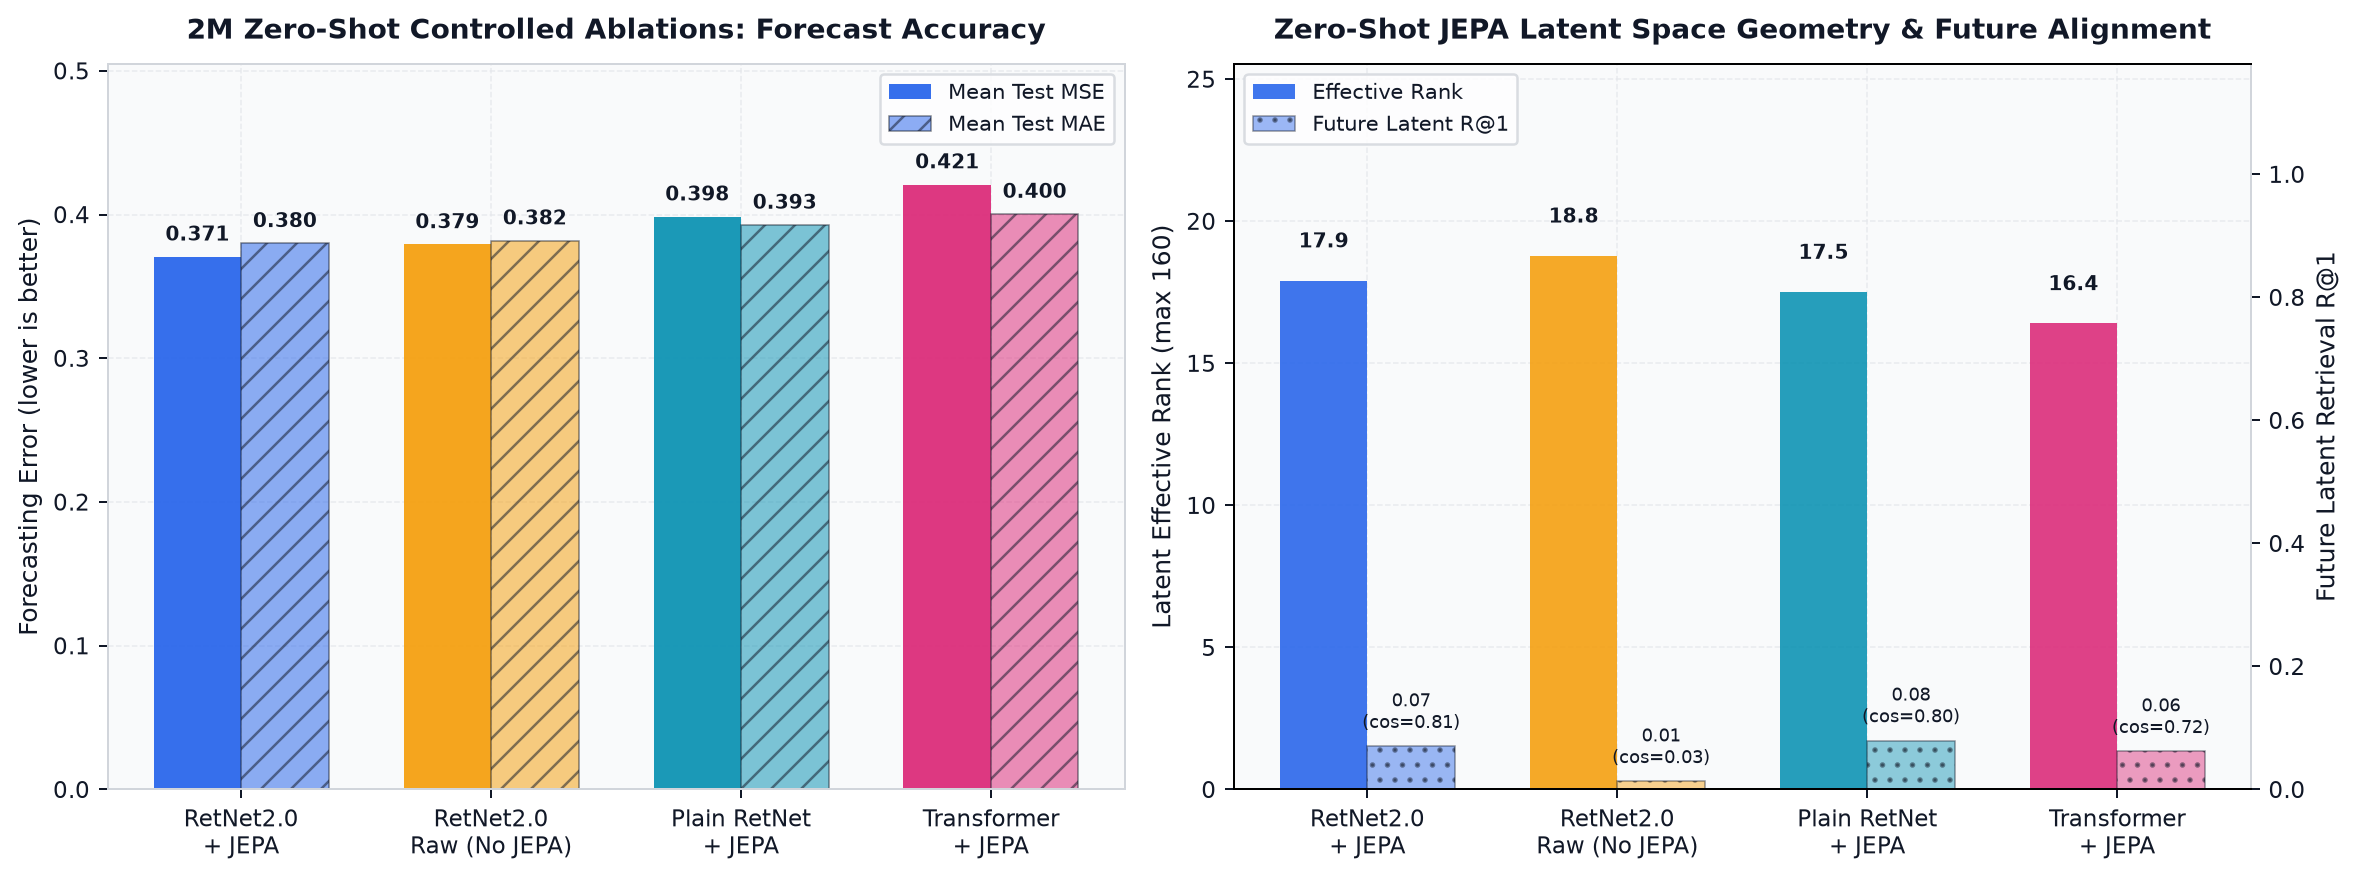 2M Zero-Shot Controlled Ablations: Forecast Accuracy
Forecasting Error (lower is better)
0.5
0.4
0.3
0.2
0.1
0.0
Mean Test MSE
Mean Test MAE
0.371
0.380
0.379
0.382
0.398
0.393
0.421
0.400
RetNet2.0
+ JEPA
RetNet2.0
Raw (No JEPA)
Plain RetNet
+ JEPA
Transformer
+ JEPA
Zero-Shot JEPA Latent Space Geometry & Future Alignment
Latent Effective Rank (max 160)
25
20
15
10
5
0
Effective Rank
Future Latent R@1
17.9
18.8
17.5
16.4
0.07
(cos=0.81)
0.01
(cos=0.03)
0.08
(cos=0.80)
0.06
(cos=0.72)
RetNet2.0
+ JEPA
RetNet2.0
Raw (No JEPA)
Plain RetNet
+ JEPA
Transformer
+ JEPA
1.0
0.8
0.6
0.4
0.2
0.0
Future Latent Retrieval R@1